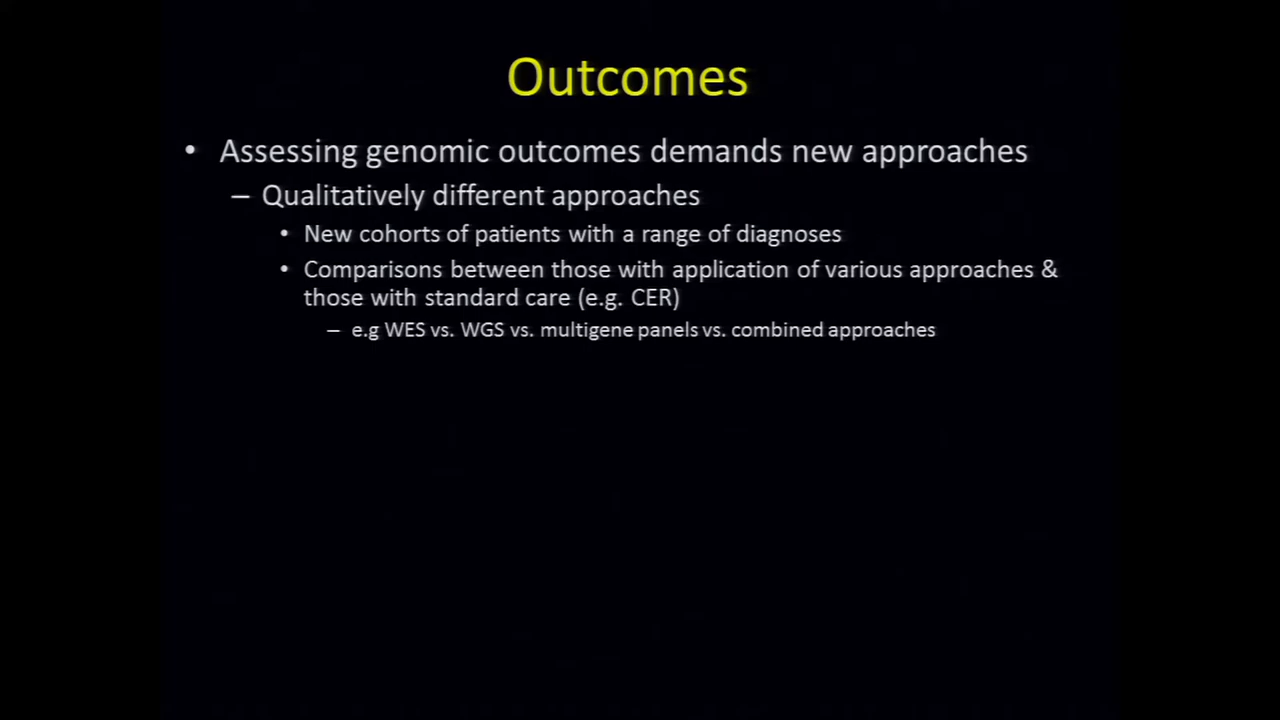 Outcomes
• Assessing genomic outcomes demands new approaches
– Qualitatively different approaches
• New cohorts of patients with a range of diagnoses
• Comparisons between those with application of various approaches &
those with standard care (e.g. CER)
– e.g WES vs. WGS vs. multigene panels vs. combined approaches